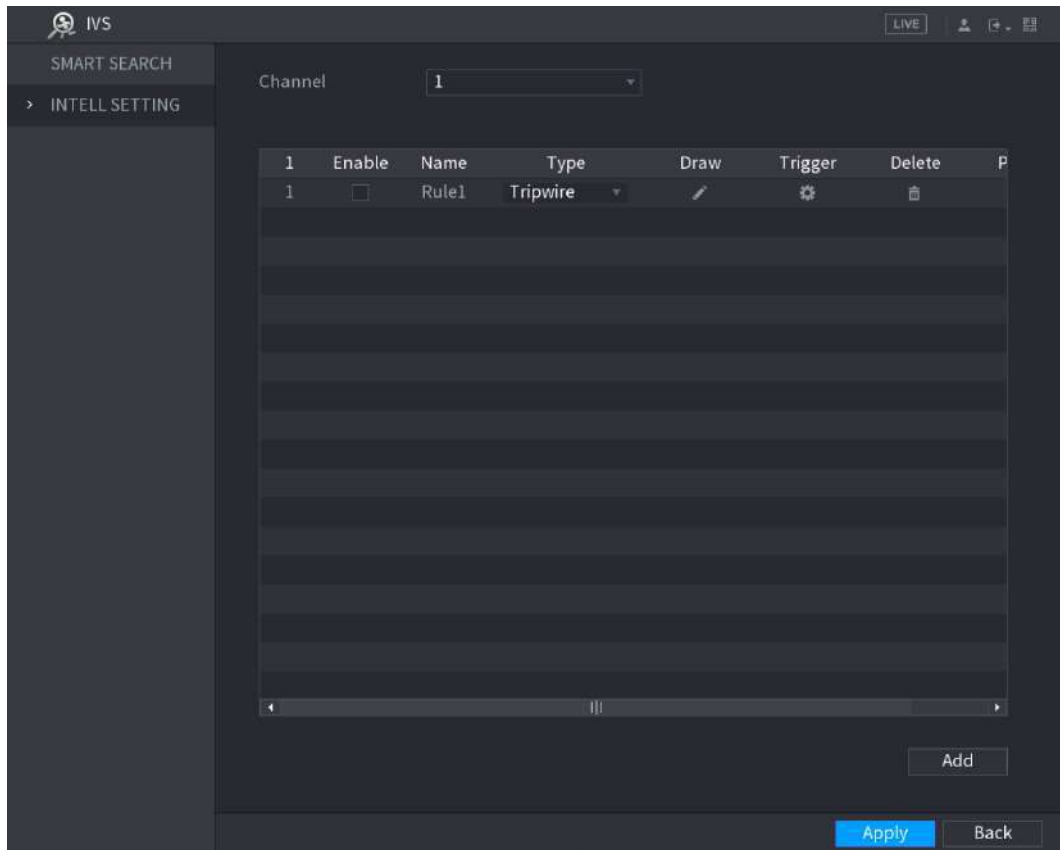 IVS
LIVE
SMART SEARCH
INTELL SETTING
Channel 1
1 Enable Name Type Draw Trigger Delete P
1 Rule1 Tripwire
Add
Apply Back